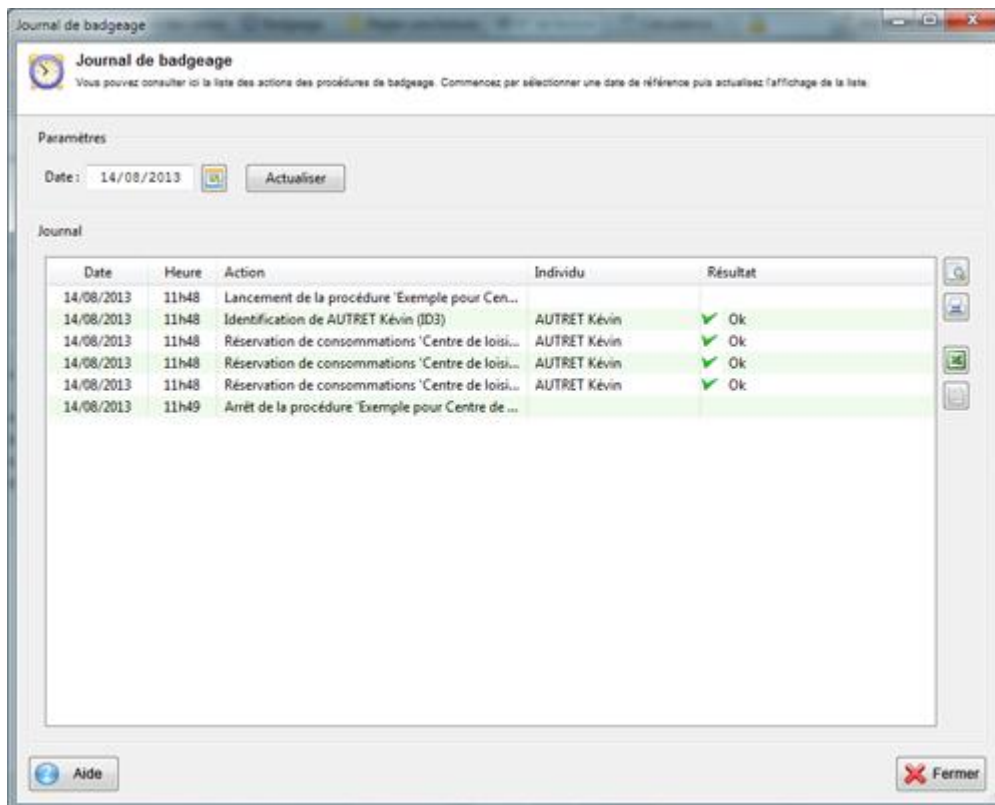 Journal de badgeage
Journal de badgeage
Vous pouvez consulter ici la liste des actions des procédures de badgeage. Commencez par sélectionner une date de référence puis actualisez l'affichage de la liste.
Paramètres
Date : 14/08/2013 Actualiser
Journal
Date Heure Action Individu Résultat
14/08/2013 11h48 Lancement de la procédure 'Exemple pour Cen...
14/08/2013 11h48 Identification de AUTRET Kévin (ID3) AUTRET Kévin Ok
14/08/2013 11h48 Réservation de consommations 'Centre de loisi... AUTRET Kévin Ok
14/08/2013 11h48 Réservation de consommations 'Centre de loisi... AUTRET Kévin Ok
14/08/2013 11h48 Réservation de consommations 'Centre de loisi... AUTRET Kévin Ok
14/08/2013 11h49 Arrêt de la procédure 'Exemple pour Centre de ...
Aide Fermer